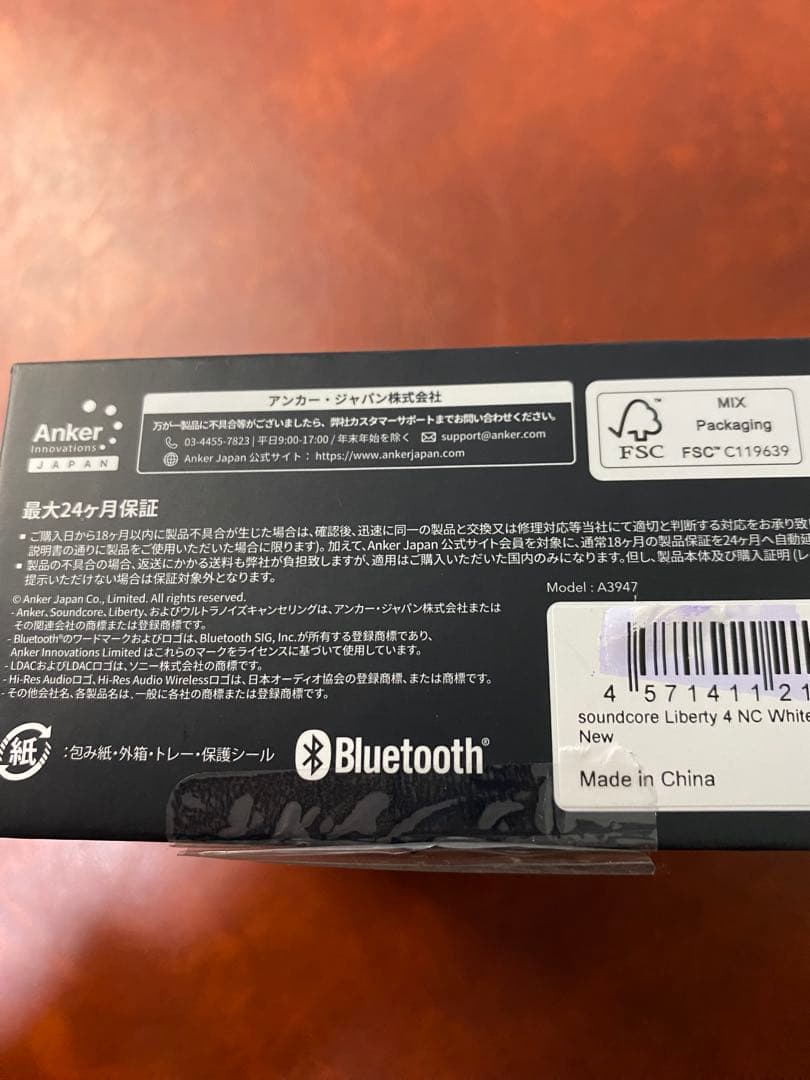 Anker
Innovations
JAPAN
アンカー・ジャパン株式会社
万が一製品に不具合等がございましたら、弊社カスタマーサポートまでお問い合わせください。
03-4455-7823 | 平日9:00-17:00 / 年末年始を除く support@anker.com
Anker Japan 公式サイト： https://www.ankerjapan.com
FSC™
MIX
Packaging
FSC™ C119639
最大24ヶ月保証
■ ご購入日から18ヶ月以内に製品不具合が生じた場合は、確認後、迅速に同一の製品と交換又は修理対応等当社にて適切と判断する対応をお承り致
説明書の通りに製品をご使用いただいた場合に限ります)。加えて、Anker Japan 公式サイト会員を対象に、通常18ヶ月の製品保証を24ヶ月へ自動延
■ 製品の不具合の場合、返送にかかる送料も弊社が負担致しますが、適用はご購入いただいた国内のみになります。但し、製品本体及び購入証明 (レ
提示いただけない場合は保証対象外となります。
© Anker Japan Co., Limited. All rights reserved.
- Anker、Soundcore、Liberty、およびウルトラノイズキャンセリングは、アンカー・ジャパン株式会社または
その関連会社の商標または登録商標です。
- Bluetooth®のワードマークおよびロゴは、Bluetooth SIG, Inc.が所有する登録商標であり、
Anker Innovations Limited はこれらのマークをライセンスに基づいて使用しています。
- LDACおよびLDACロゴは、ソニー株式会社の商標です。
- Hi-Res Audioロゴ、Hi-Res Audio Wirelessロゴは、日本オーディオ協会の登録商標、または商標です。
- その他会社名、各製品名は、一般に各社の商標または登録商標です。
Model : A3947
4 571411 21
soundcore Liberty 4 NC White
New
Made in China
紙 :包み紙・外箱・トレー・保護シール
Bluetooth®